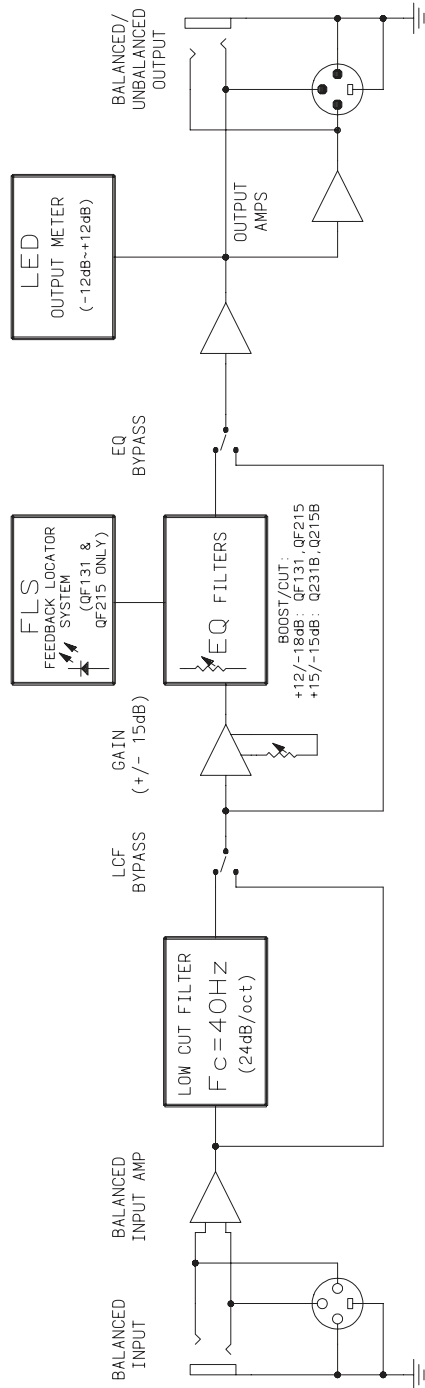 BALANCED
INPUT
BALANCED
INPUT AMP
LOW CUT FILTER
Fc=40Hz
(24dB/oct)
LCF
BYPASS
GAIN
(+/- 15dB)
FLS
FEEDBACK LOCATOR
SYSTEM
(QF131 &
QF215 ONLY)
EQ FILTERS
BOOST/CUT:
+12/-18dB: QF131,QF215
+15/-15dB: Q231B,Q215B
EQ
BYPASS
LED
OUTPUT METER
(-12dB~+12dB)
OUTPUT
AMPS
BALANCED/
UNBALANCED
OUTPUT